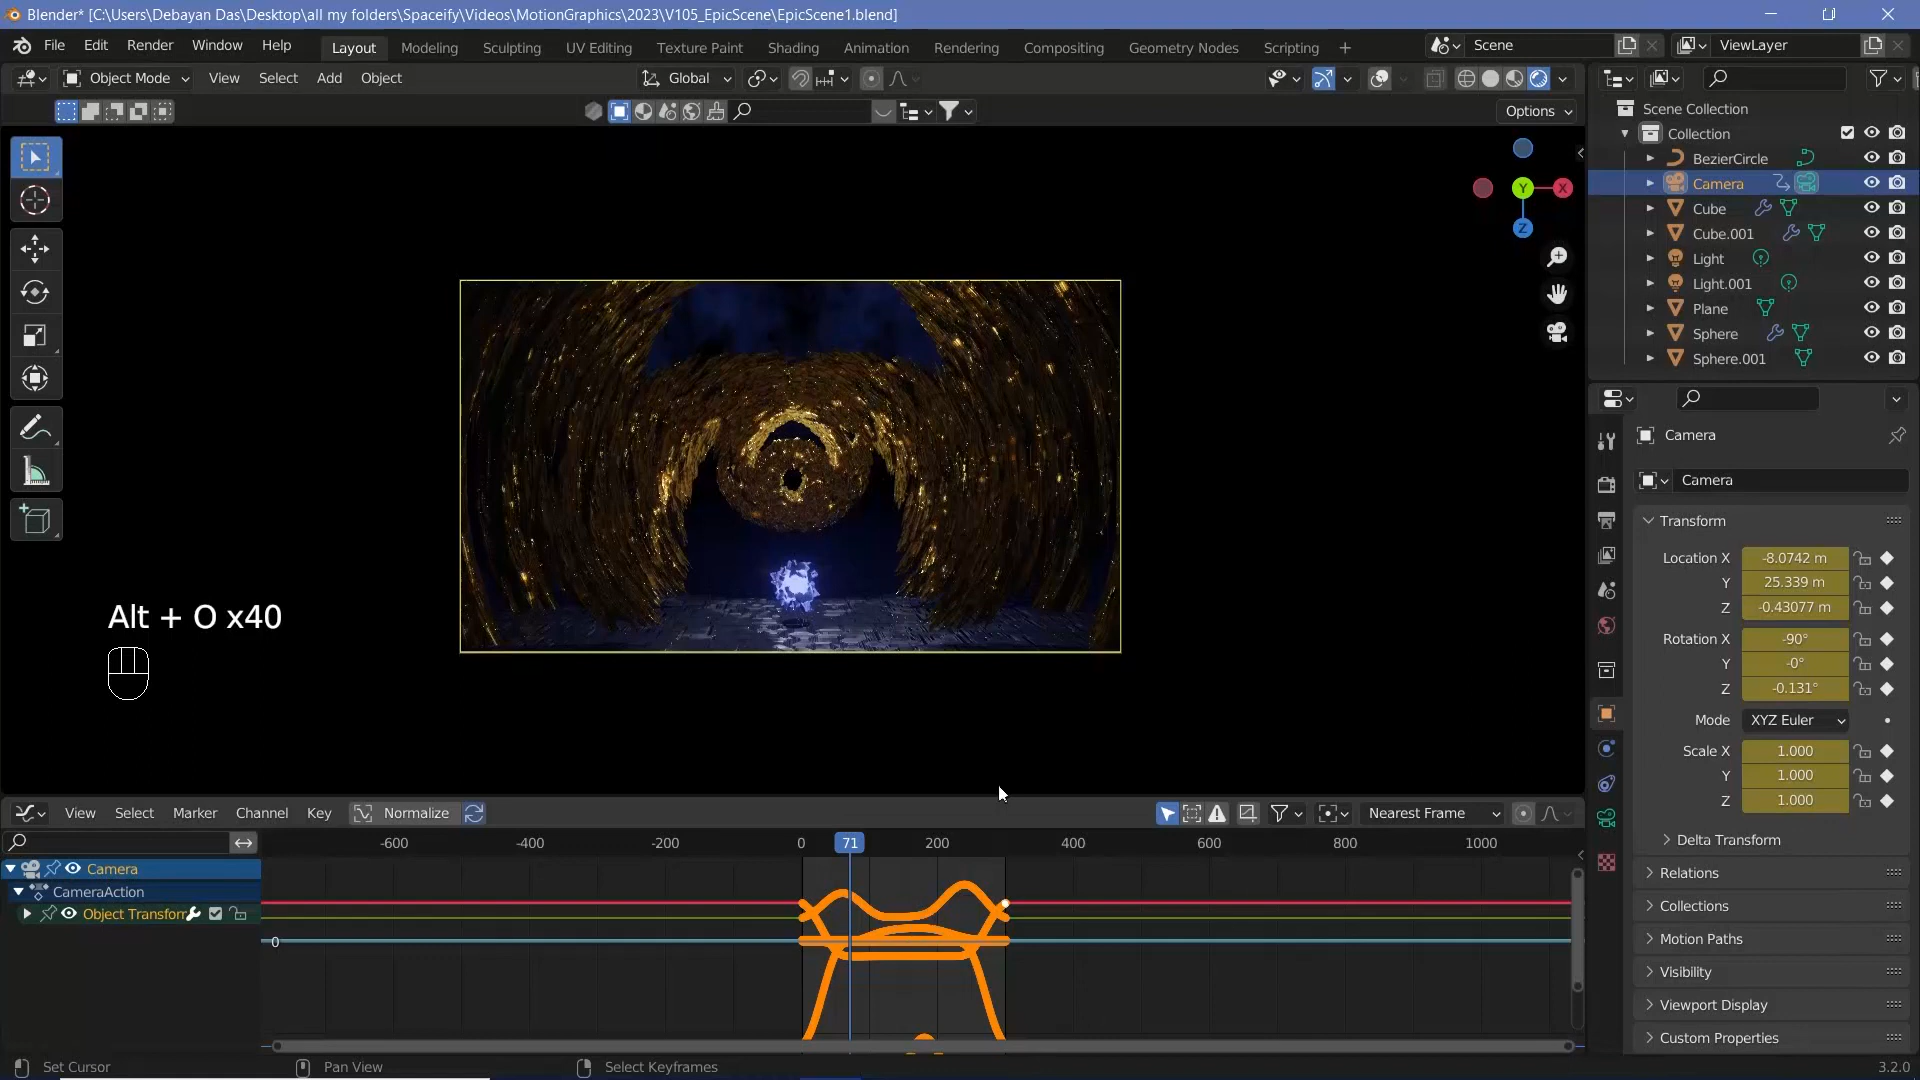 Blender* [C:\Users\Debayan Das\Desktop\all my folders\Spaceify\Videos\MotionGraphics\2023\V105_EpicScene\EpicScene1.blend]
File Edit Render Window Help Layout Modeling Sculpting UV Editing Texture Paint Shading Animation Rendering Compositing Geometry Nodes Scripting + Scene ViewLayer
Object Mode View Select Add Object Global
Options
Scene Collection
Collection
BezierCircle
Camera
Cube
Cube.001
Light
Light.001
Plane
Sphere
Sphere.001
Y X
Z
Camera
Camera
Transform
Location X -8.0742 m
Y 25.339 m
Z -0.43077 m
Rotation X -90°
Y -0°
Z -0.131°
Mode XYZ Euler
Scale X 1.000
Y 1.000
Z 1.000
Delta Transform
Relations
Collections
Motion Paths
Visibility
Viewport Display
Custom Properties
Alt + O x40
View Select Marker Channel Key Normalize Nearest Frame
-600 -400 -200 0 71 200 400 600 800 1000
Camera
CameraAction
Object Transfor
0
Set Cursor Pan View Select Keyframes 3.2.0